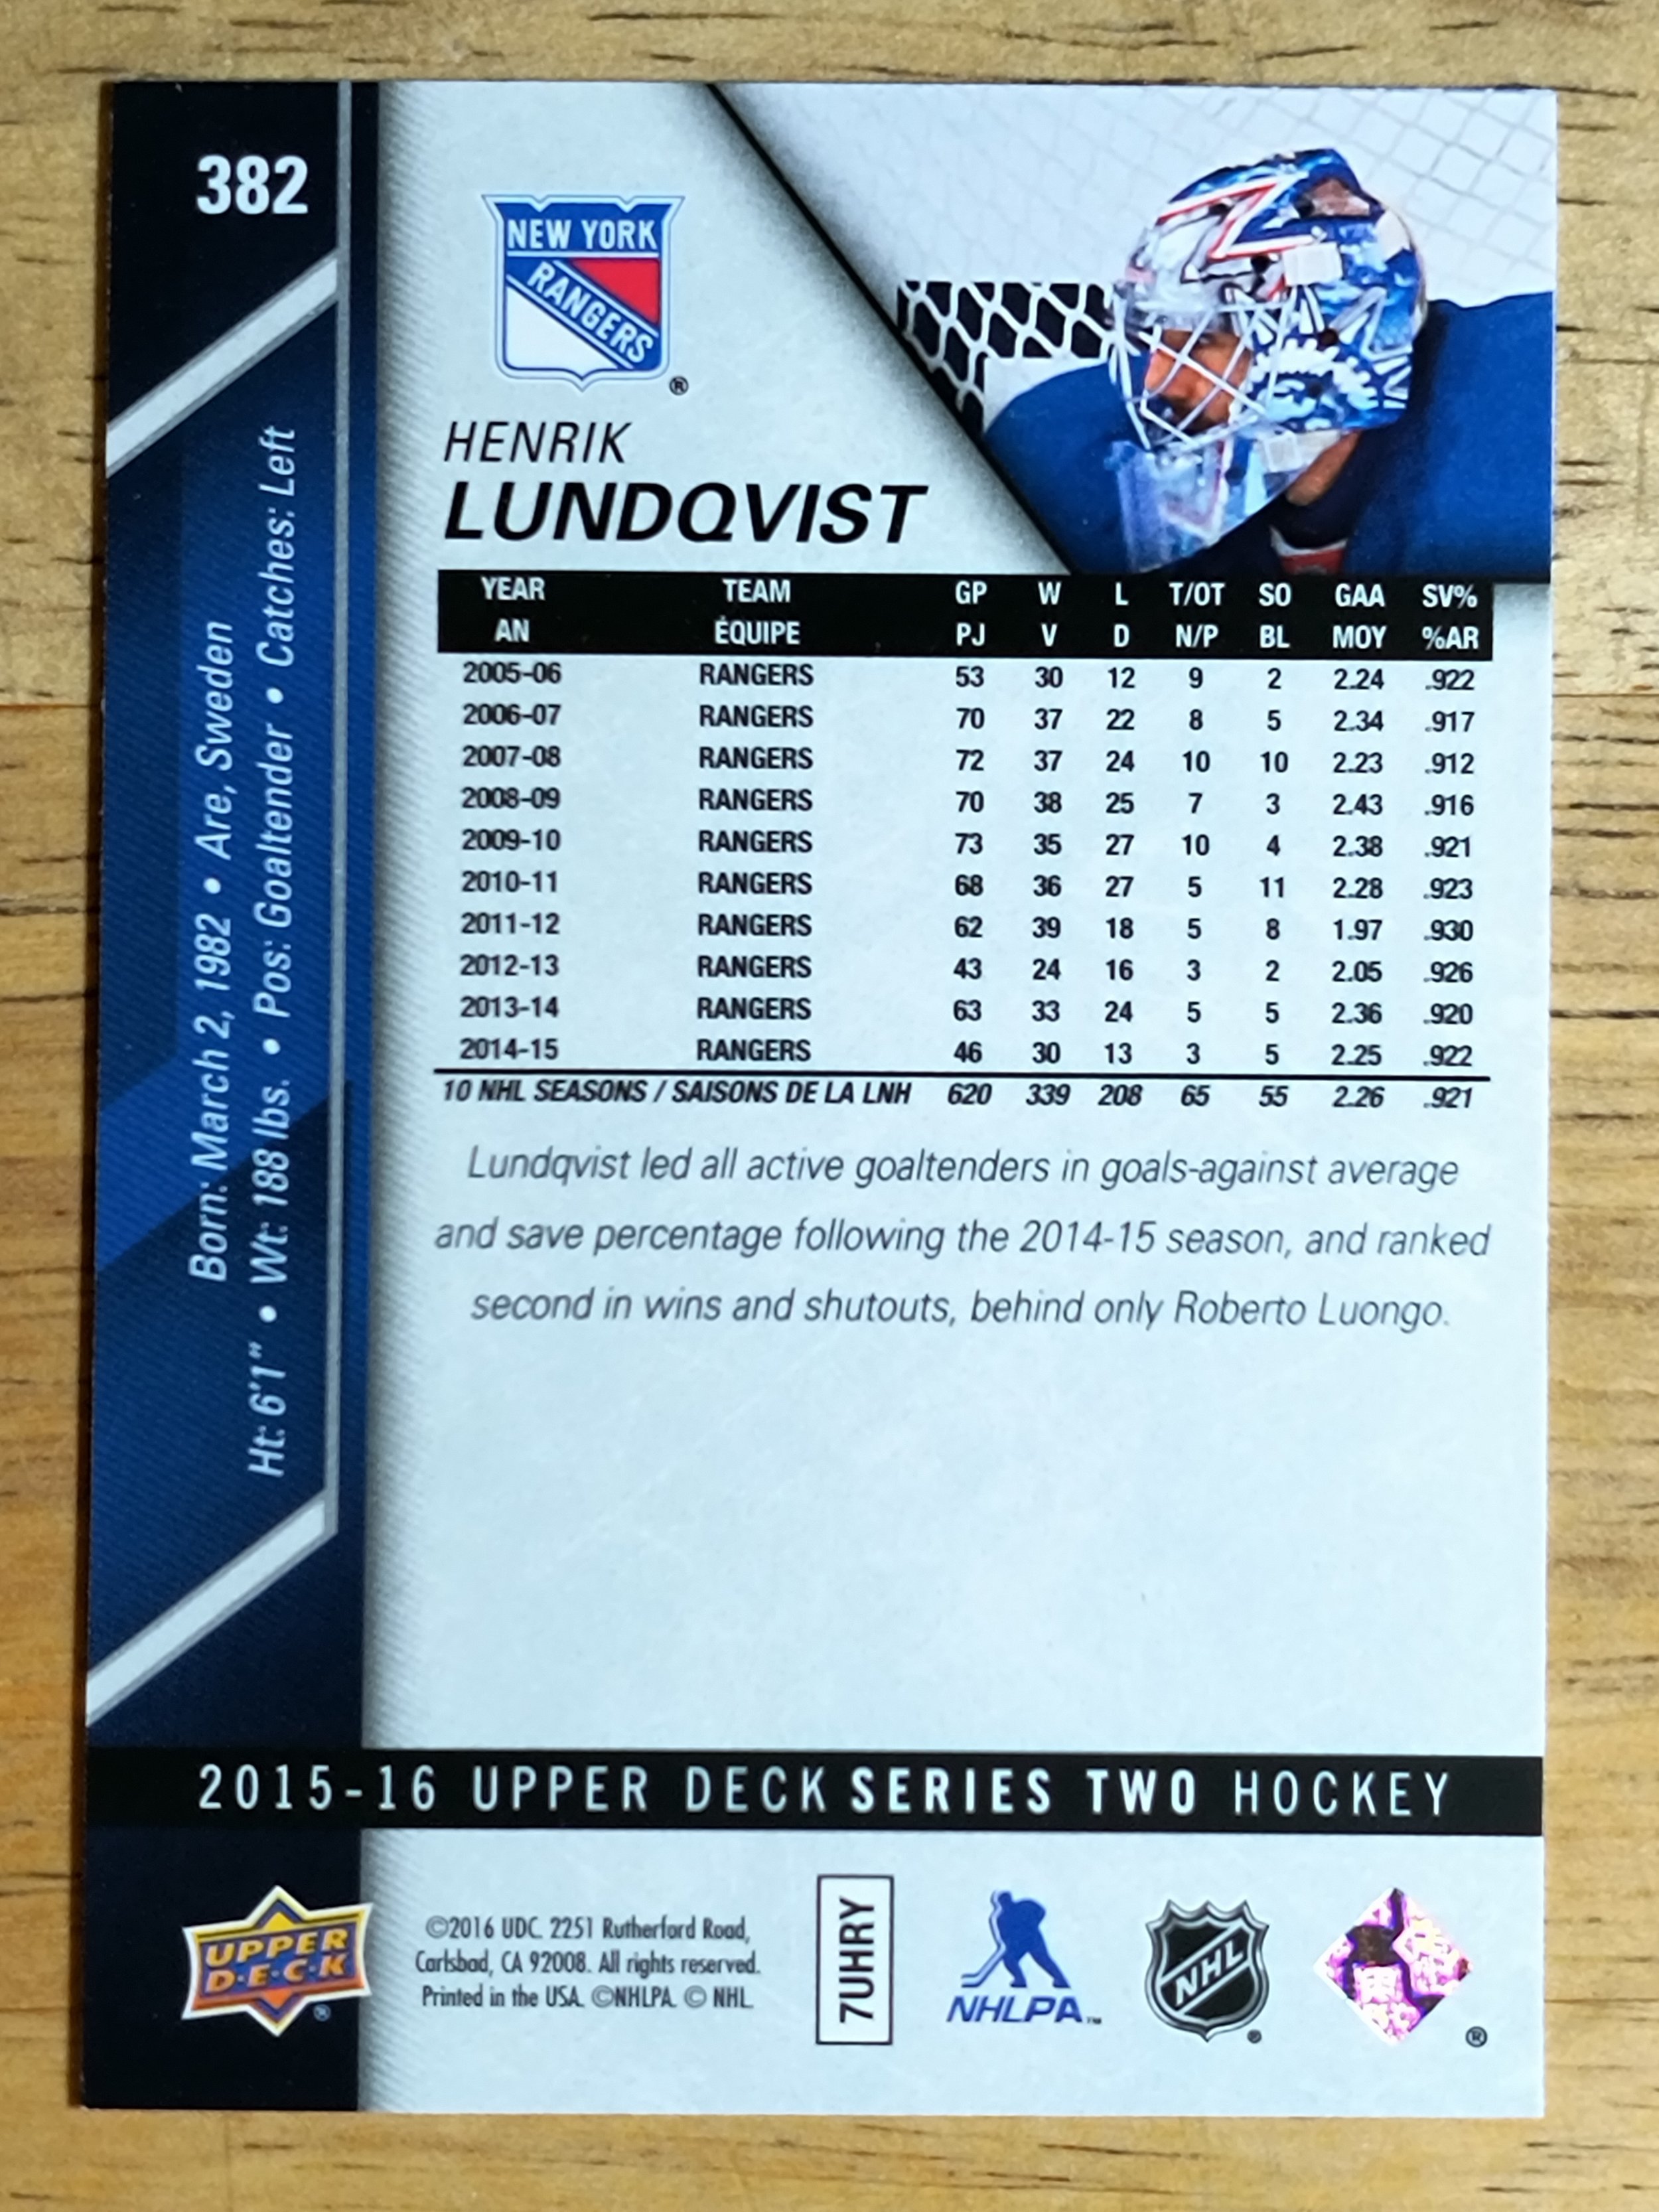 382
NEW YORK
RANGERS
®
HENRIK
LUNDQVIST
YEAR TEAM GP W L T/OT SO GAA SV%
AN ÉQUIPE PJ V D N/P BL MOY %AR
2005-06 RANGERS 53 30 12 9 2 2.24 .922
2006-07 RANGERS 70 37 22 8 5 2.34 .917
2007-08 RANGERS 72 37 24 10 10 2.23 .912
2008-09 RANGERS 70 38 25 7 3 2.43 .916
2009-10 RANGERS 73 35 27 10 4 2.38 .921
2010-11 RANGERS 68 36 27 5 11 2.28 .923
2011-12 RANGERS 62 39 18 5 8 1.97 .930
2012-13 RANGERS 43 24 16 3 2 2.05 .926
2013-14 RANGERS 63 33 24 5 5 2.36 .920
2014-15 RANGERS 46 30 13 3 5 2.25 .922
10 NHL SEASONS / SAISONS DE LA LNH 620 339 208 65 55 2.26 .921
Lundqvist led all active goaltenders in goals-against average
and save percentage following the 2014-15 season, and ranked
second in wins and shutouts, behind only Roberto Luongo.
Born: March 2, 1982 • Are, Sweden
Ht: 6'1" • Wt: 188 lbs. • Pos: Goaltender • Catches: Left
2015-16 UPPER DECK SERIES TWO HOCKEY
UPPER
D·E·C·K
®
©2016 UDC. 2251 Rutherford Road,
Carlsbad, CA 92008. All rights reserved.
Printed in the USA. ©NHLPA. © NHL.
7UHRY
NHLPA™
NHL
®
®